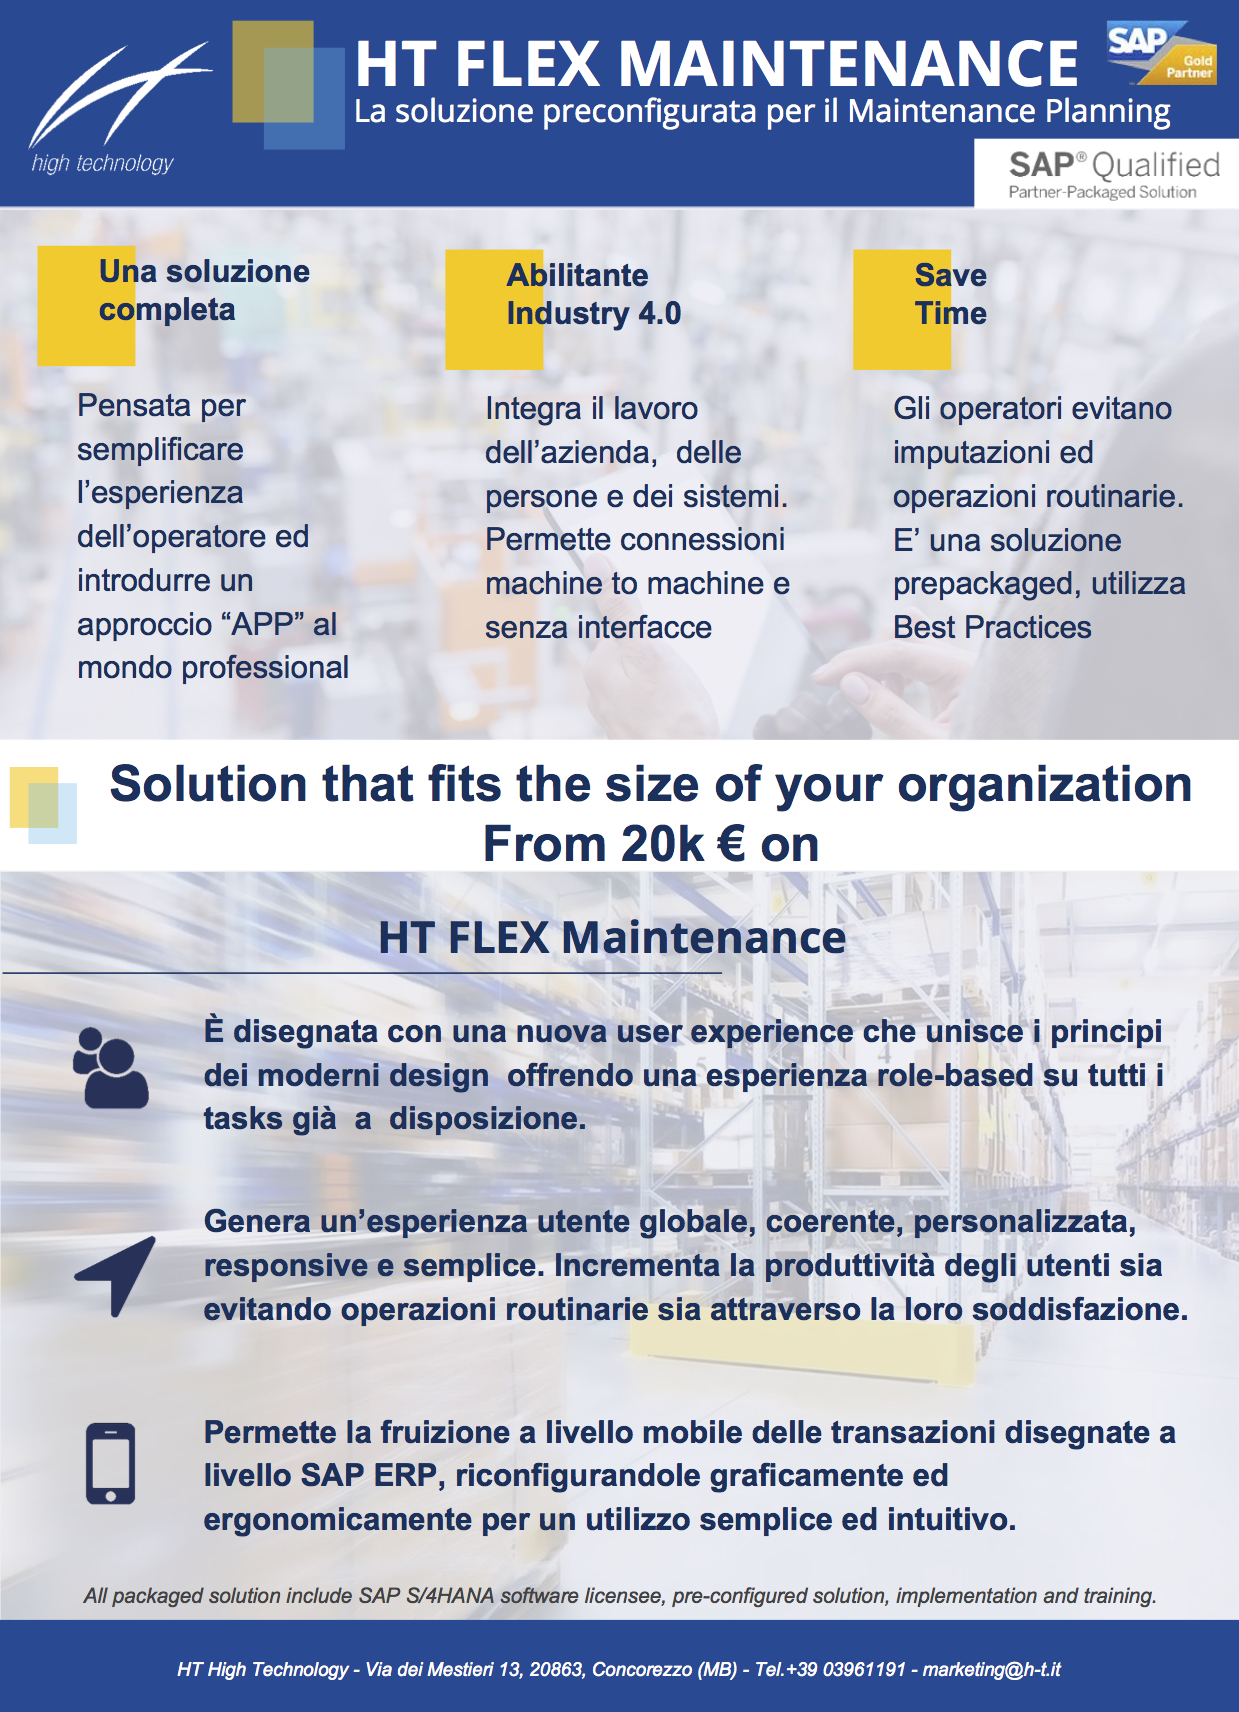 HT FLEX MAINTENANCE
La soluzione preconfigurata per il Maintenance Planning
high technology
SAP
Gold
Partner
SAP® Qualified
Partner-Packaged Solution
Una soluzione
completa
Pensata per
semplificare
l’esperienza
dell’operatore ed
introdurre un
approccio “APP” al
mondo professional
Abilitante
Industry 4.0
Integra il lavoro
dell’azienda,  delle
persone e dei sistemi.
Permette connessioni
machine to machine e
senza interfacce
Save
Time
Gli operatori evitano
imputazioni ed
operazioni routinarie.
E’ una soluzione
prepackaged, utilizza
Best Practices
Solution that fits the size of your organization
From 20k € on
HT FLEX Maintenance
È disegnata con una nuova user experience che unisce i principi
dei moderni design  offrendo una esperienza role-based su tutti i
tasks già  a  disposizione.
Genera un’esperienza utente globale, coerente, personalizzata,
responsive e semplice. Incrementa la produttività degli utenti sia
evitando operazioni routinarie sia attraverso la loro soddisfazione.
Permette la fruizione a livello mobile delle transazioni disegnate a
livello SAP ERP, riconfigurandole graficamente ed
ergonomicamente per un utilizzo semplice ed intuitivo.
All packaged solution include SAP S/4HANA software licensee, pre-configured solution, implementation and training.
HT High Technology - Via dei Mestieri 13, 20863, Concorezzo (MB) - Tel.+39 03961191 - marketing@h-t.it